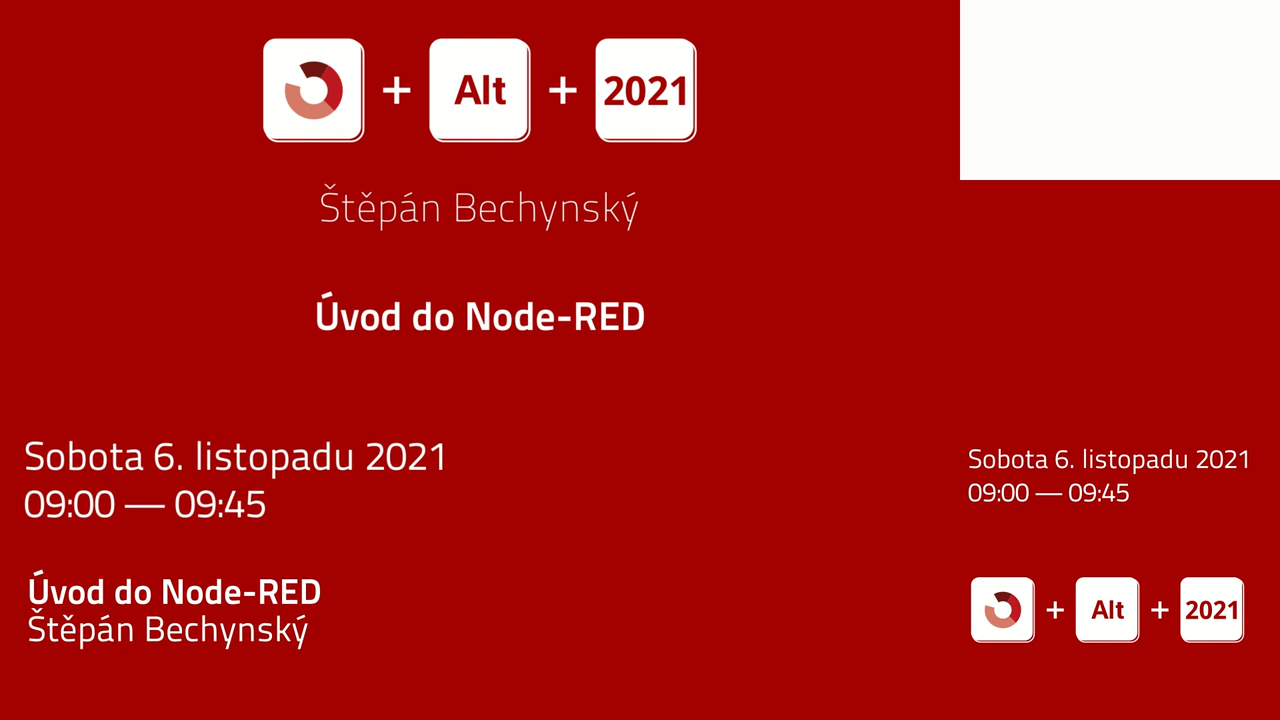 + Alt + 2021
Štěpán Bechynský
Úvod do Node-RED
Sobota 6. listopadu 2021
09:00 — 09:45
Úvod do Node-RED
Štěpán Bechynský
Sobota 6. listopadu 2021
09:00 — 09:45
+ Alt + 2021